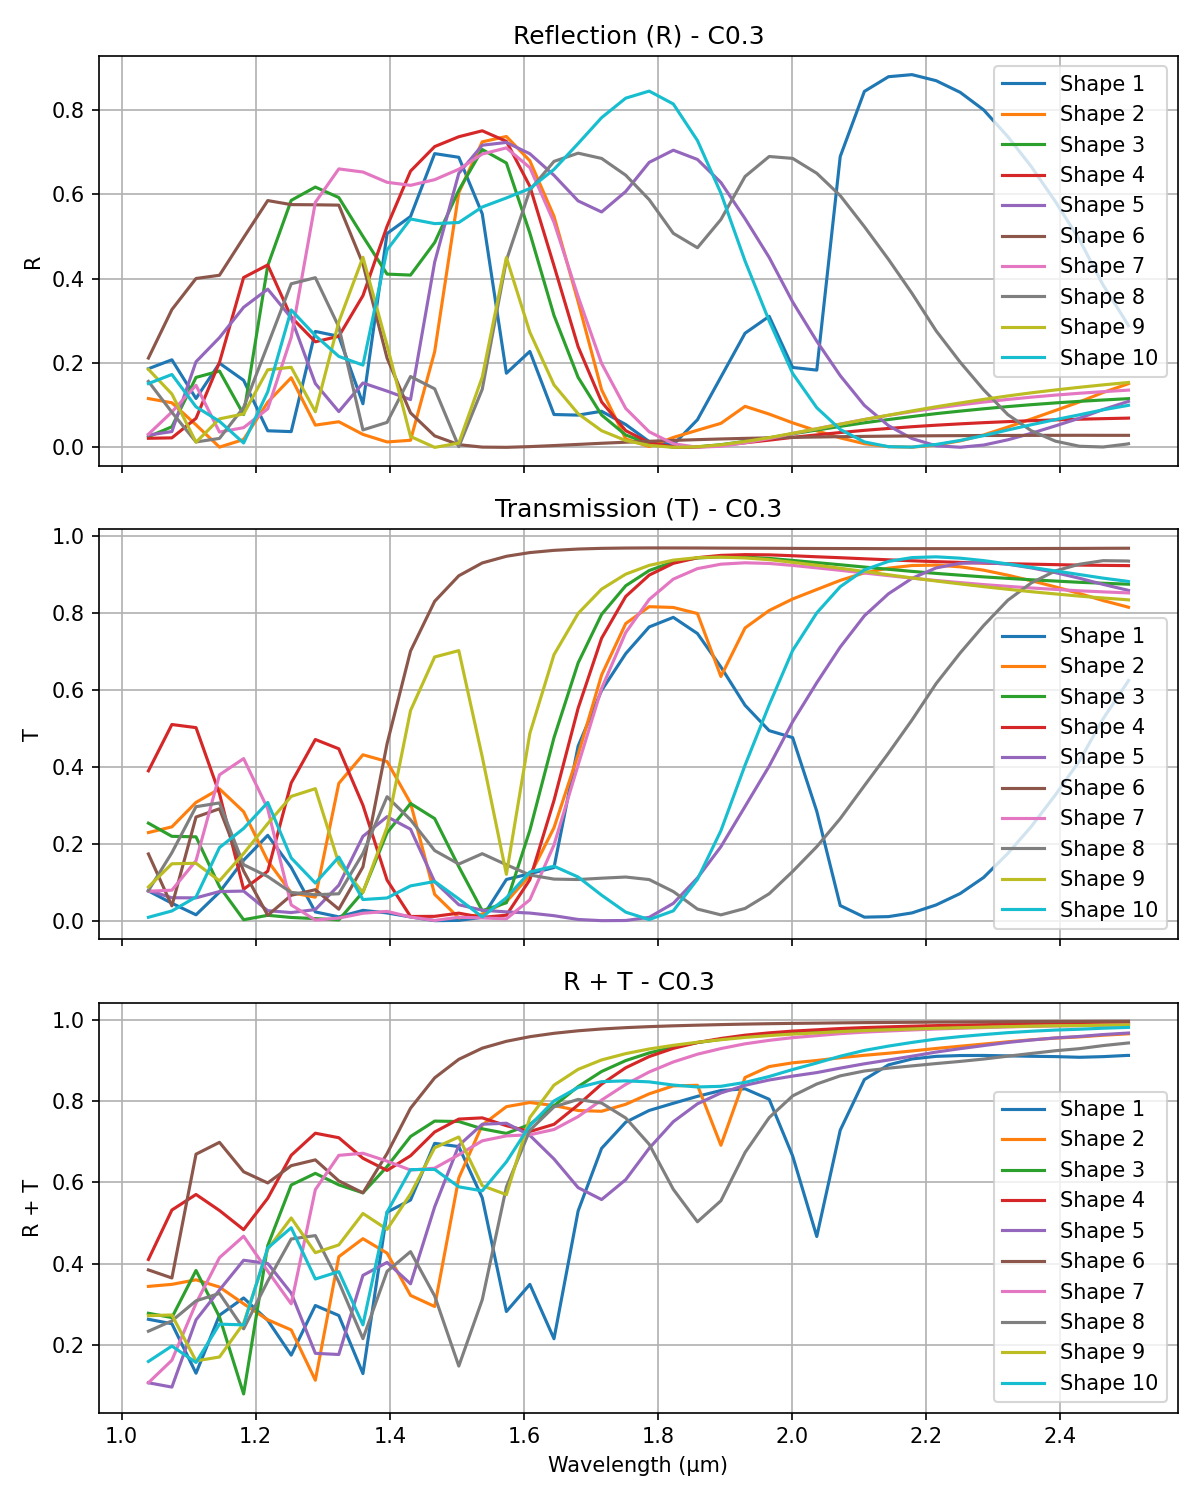 Reflection (R) - C0.3
R
0.8
0.6
0.4
0.2
0.0
Shape 1
Shape 2
Shape 3
Shape 4
Shape 5
Shape 6
Shape 7
Shape 8
Shape 9
Shape 10
Transmission (T) - C0.3
T
1.0
0.8
0.6
0.4
0.2
0.0
Shape 1
Shape 2
Shape 3
Shape 4
Shape 5
Shape 6
Shape 7
Shape 8
Shape 9
Shape 10
R + T - C0.3
R + T
1.0
0.8
0.6
0.4
0.2
Shape 1
Shape 2
Shape 3
Shape 4
Shape 5
Shape 6
Shape 7
Shape 8
Shape 9
Shape 10
1.0 1.2 1.4 1.6 1.8 2.0 2.2 2.4
Wavelength (μm)